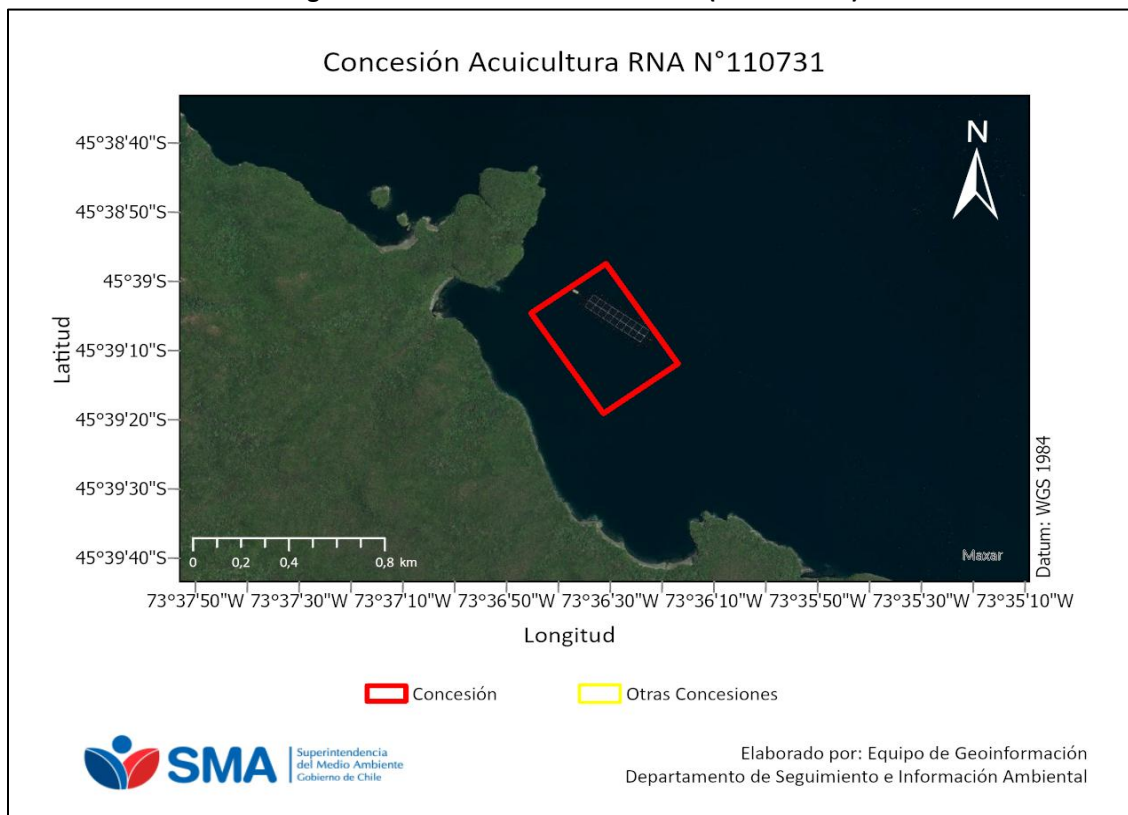 Concesión Acuicultura RNA N°110731
N
45°38'40"S
45°38'50"S
45°39'S
45°39'10"S
45°39'20"S
45°39'30"S
45°39'40"S
Latitud
0 0,2 0,4 0,8 km
Maxar
Datum: WGS 1984
73°37'50"W 73°37'30"W 73°37'10"W 73°36'50"W 73°36'30"W 73°36'10"W 73°35'50"W 73°35'30"W 73°35'10"W
Longitud
Concesión Otras Concesiones
SMA
Superintendencia
del Medio Ambiente
Gobierno de Chile
Elaborado por: Equipo de Geoinformación
Departamento de Seguimiento e Información Ambiental